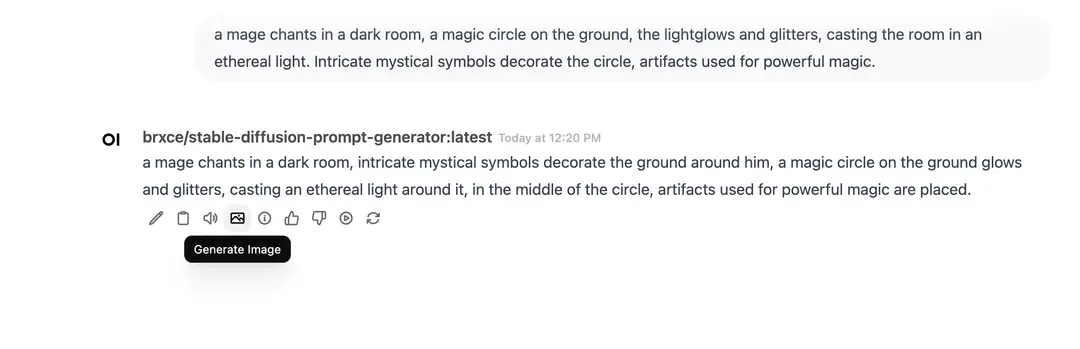 a mage chants in a dark room, a magic circle on the ground, the lightglows and glitters, casting the room in an
ethereal light. Intricate mystical symbols decorate the circle, artifacts used for powerful magic.
OI
brxce/stable-diffusion-prompt-generator:latest Today at 12:20 PM
a mage chants in a dark room, intricate mystical symbols decorate the ground around him, a magic circle on the ground glows
and glitters, casting an ethereal light around it, in the middle of the circle, artifacts used for powerful magic are placed.
Generate Image